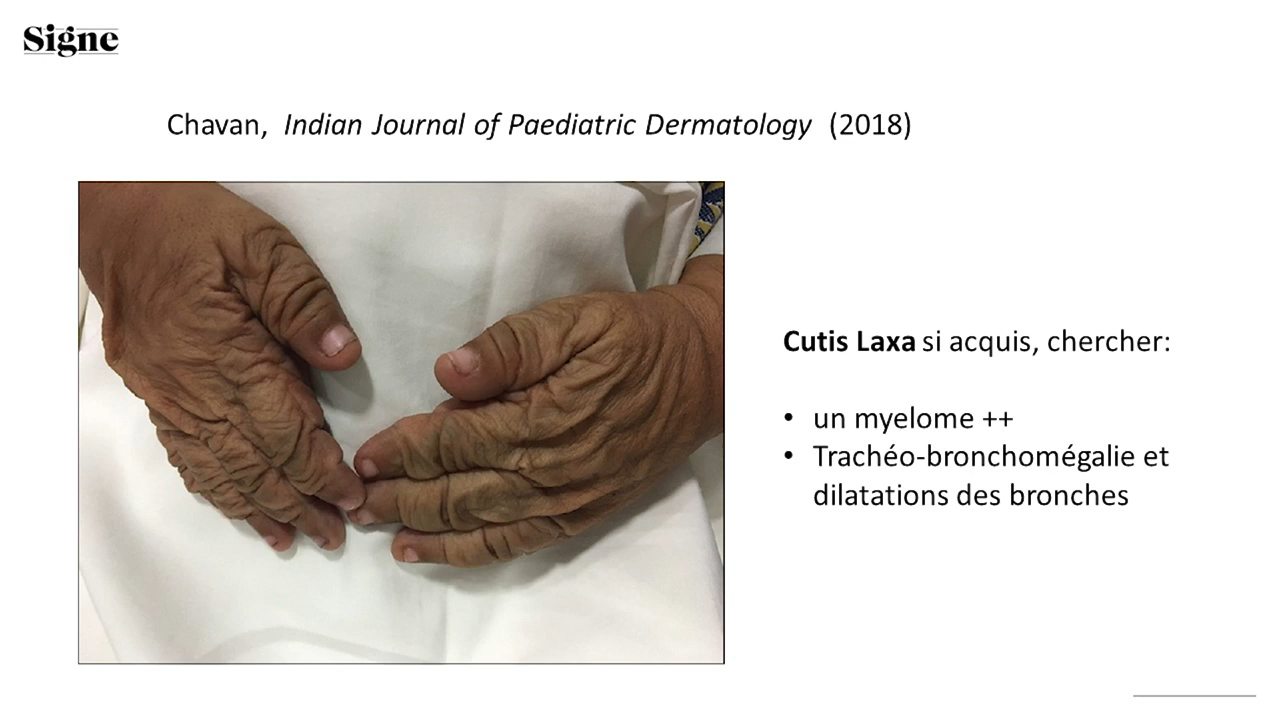 Signe
Chavan, Indian Journal of Paediatric Dermatology (2018)
Cutis Laxa si acquis, chercher:
• un myelome ++
• Trachéo-bronchomégalie et
dilatations des bronches